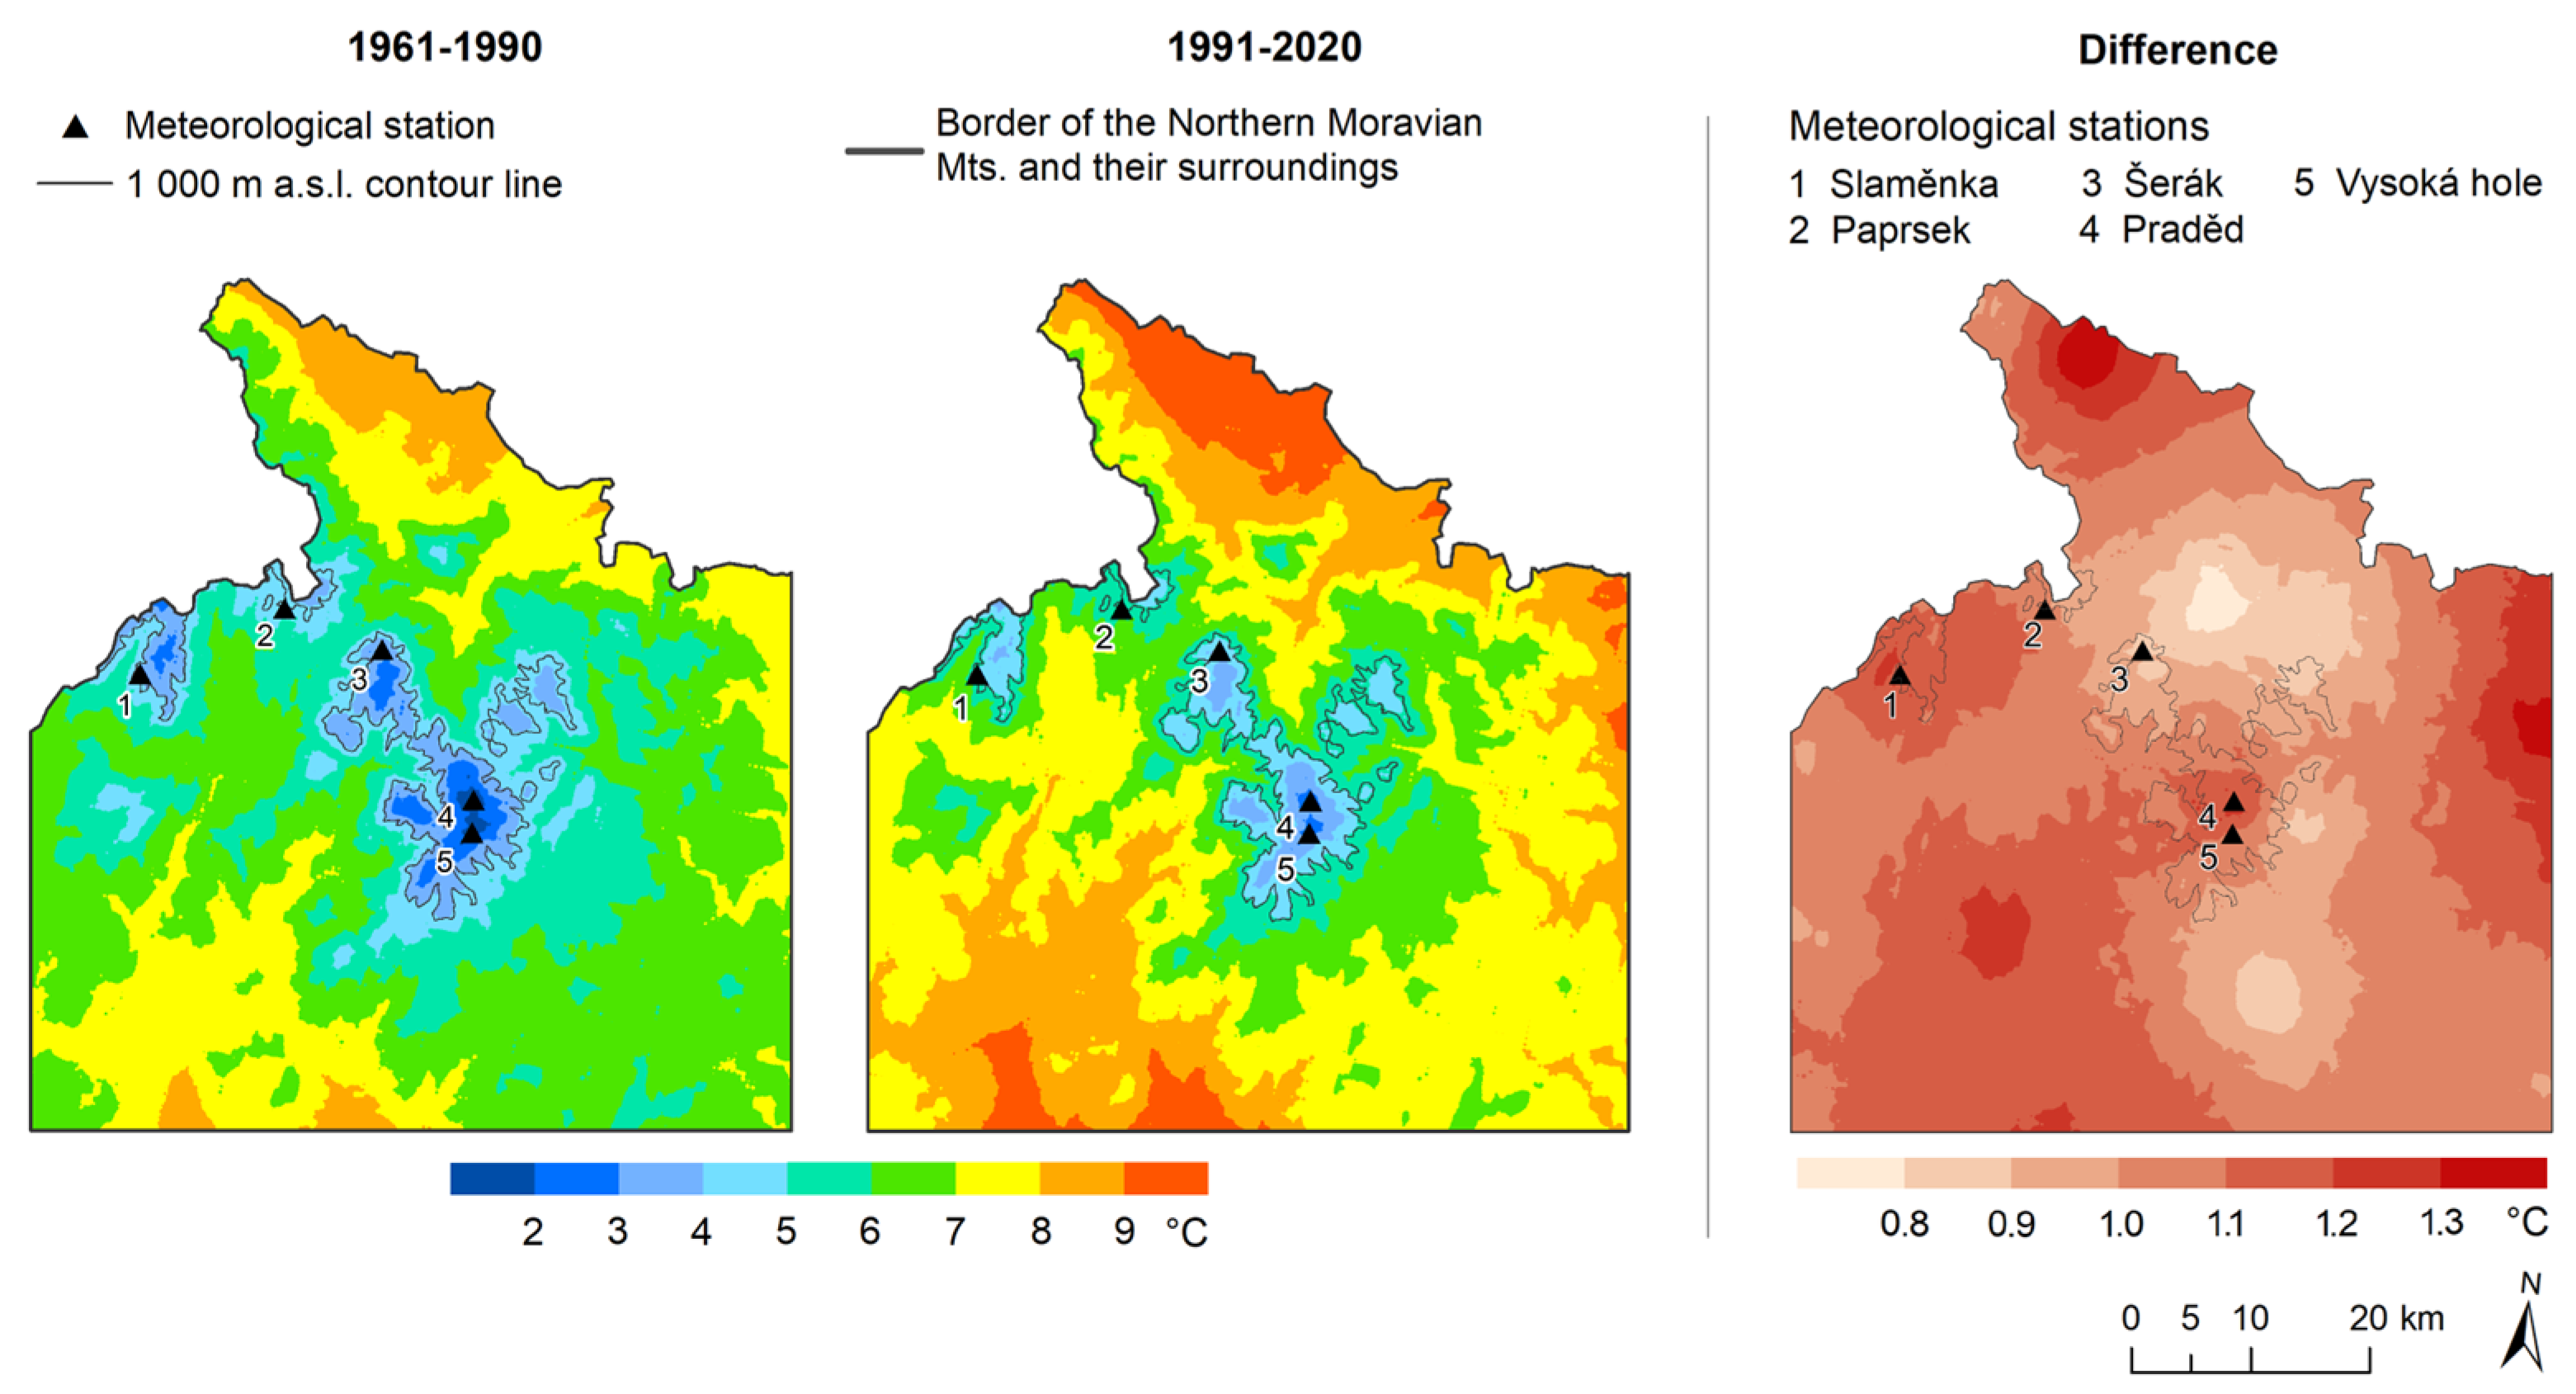 1961-1990
Meteorological station
1 000 m a.s.l. contour line
1991-2020
Border of the Northern Moravian
Mts. and their surroundings
Difference
Meteorological stations
1 Slaměnka
2 Paprsek
3 Šerák
4 Praděd
5 Vysoká hole
1
2
3
4
5
1
2
3
4
5
1
2
3
4
5
2 3 4 5 6 7 8 9 °C
0.8 0.9 1.0 1.1 1.2 1.3 °C
N
0 5 10 20 km